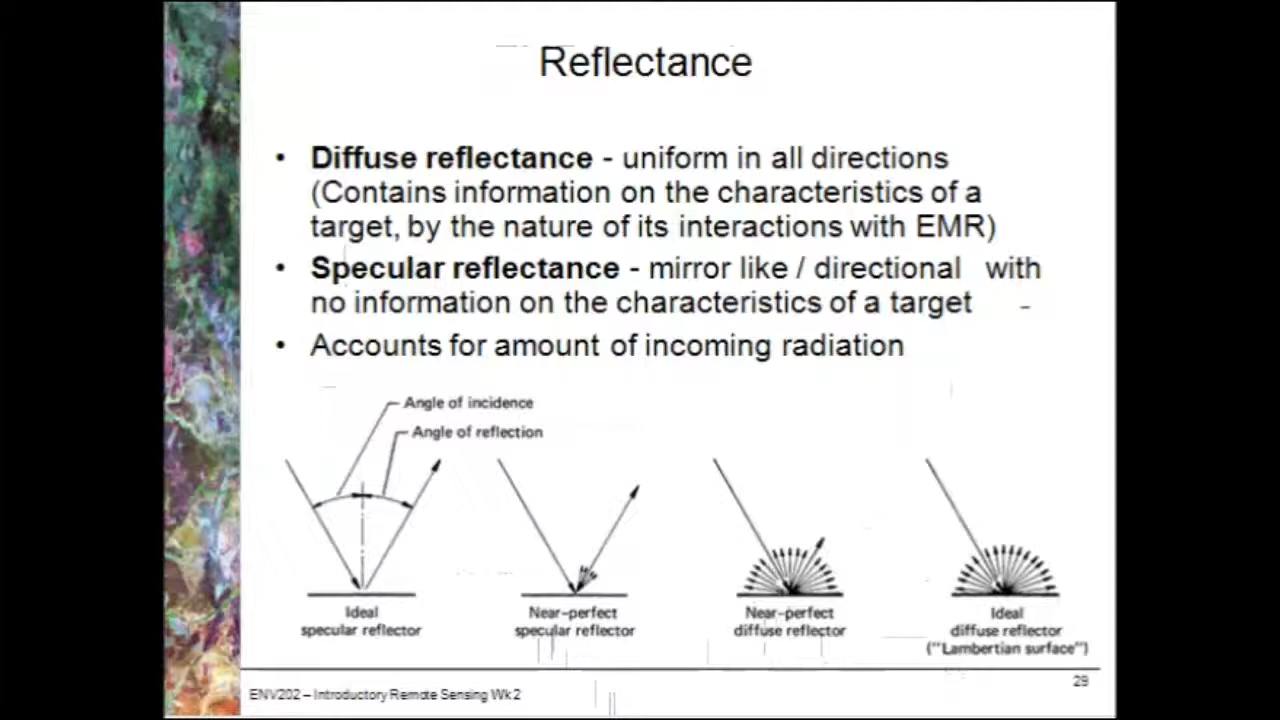 Reflectance
• Diffuse reflectance - uniform in all directions
(Contains information on the characteristics of a
target, by the nature of its interactions with EMR)
• Specular reflectance - mirror like / directional with
no information on the characteristics of a target
• Accounts for amount of incoming radiation
Angle of incidence
Angle of reflection
Ideal
specular reflector
Near-perfect
specular reflector
Near-perfect
diffuse reflector
Ideal
diffuse reflector
("Lambertian surface")
29
ENV202 – Introductory Remote Sensing Wk 2